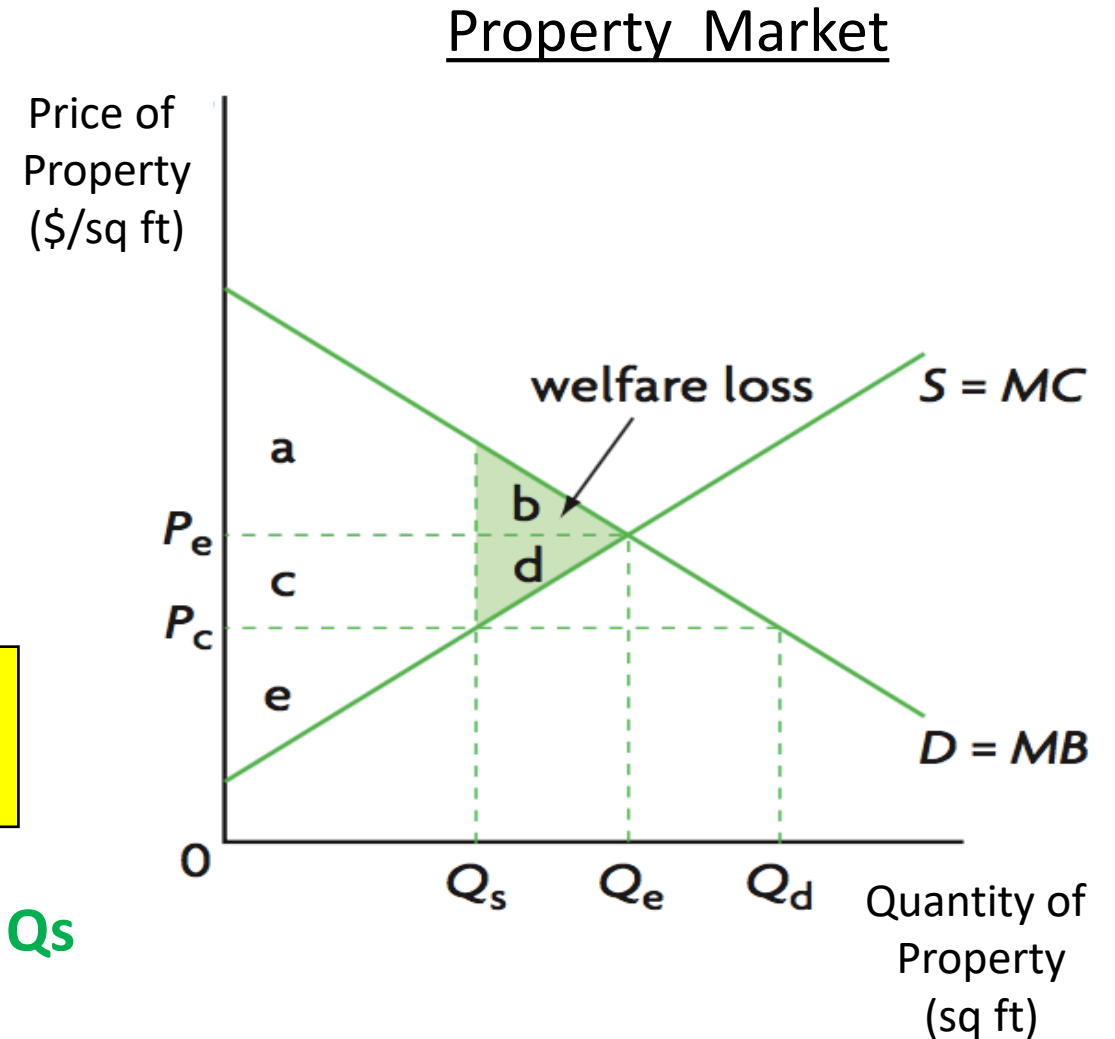 Property Market
Price of
Property
($/sq ft)
welfare loss
S = MC
a
b
Pe
d
c
Pc
e
D = MB
0
Qs
Qe
Qd
Quantity of
Property
(sq ft)
Qs